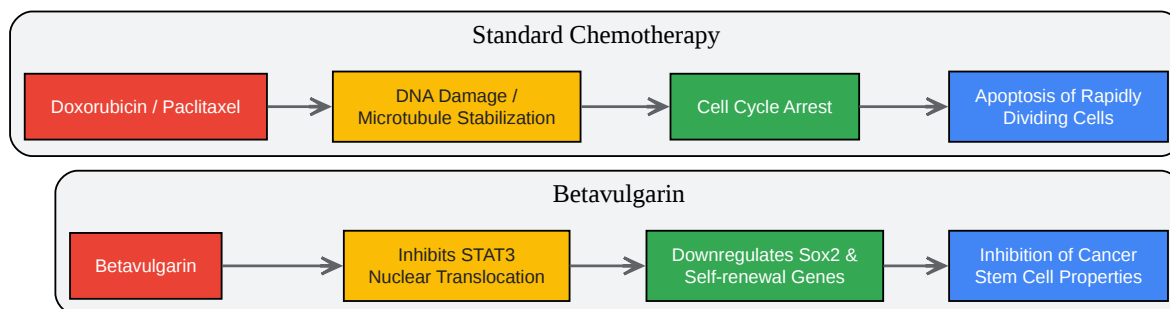 Standard Chemotherapy
Doxorubicin / Paclitaxel
DNA Damage /
Microtubule Stabilization
Cell Cycle Arrest
Apoptosis of Rapidly
Dividing Cells
Betavulgarin
Betavulgarin
Inhibits STAT3
Nuclear Translocation
Downregulates Sox2 &
Self-renewal Genes
Inhibition of Cancer
Stem Cell Properties